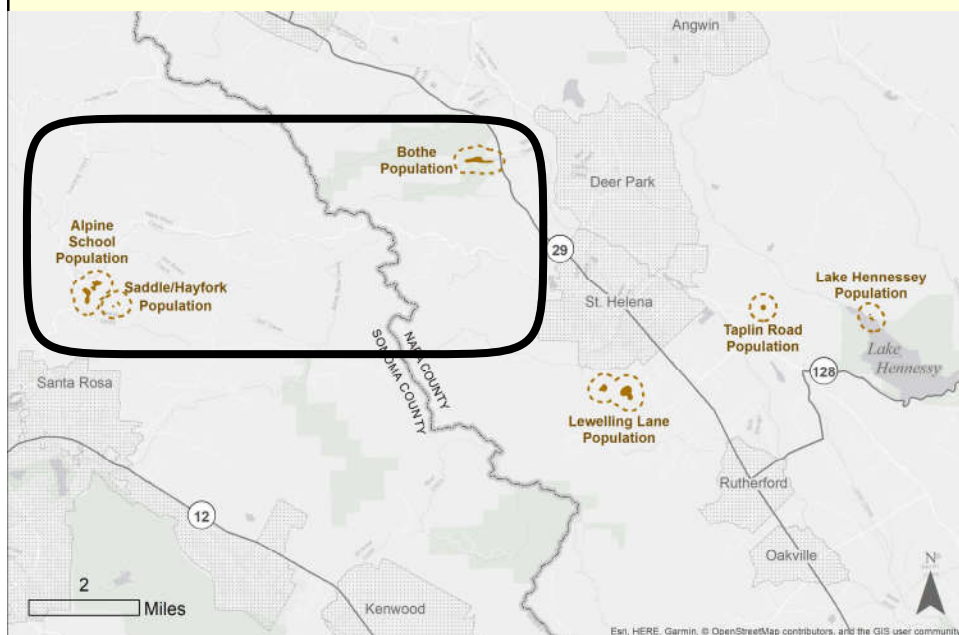 Angwin
Bothe
Population
Deer Park
Alpine
School
Population
Saddle/Hayfork
Population
29
St. Helena
Lake Hennessey
Population
Taplin Road
Population
Lake
Hennessy
NAPA COUNTY
SONOMA COUNTY
128
Santa Rosa
Lewelling Lane
Population
Rutherford
12
Oakville
N
2
Miles
Kenwood
Esri, HERE, Garmin, © OpenStreetMap contributors, and the GIS user community